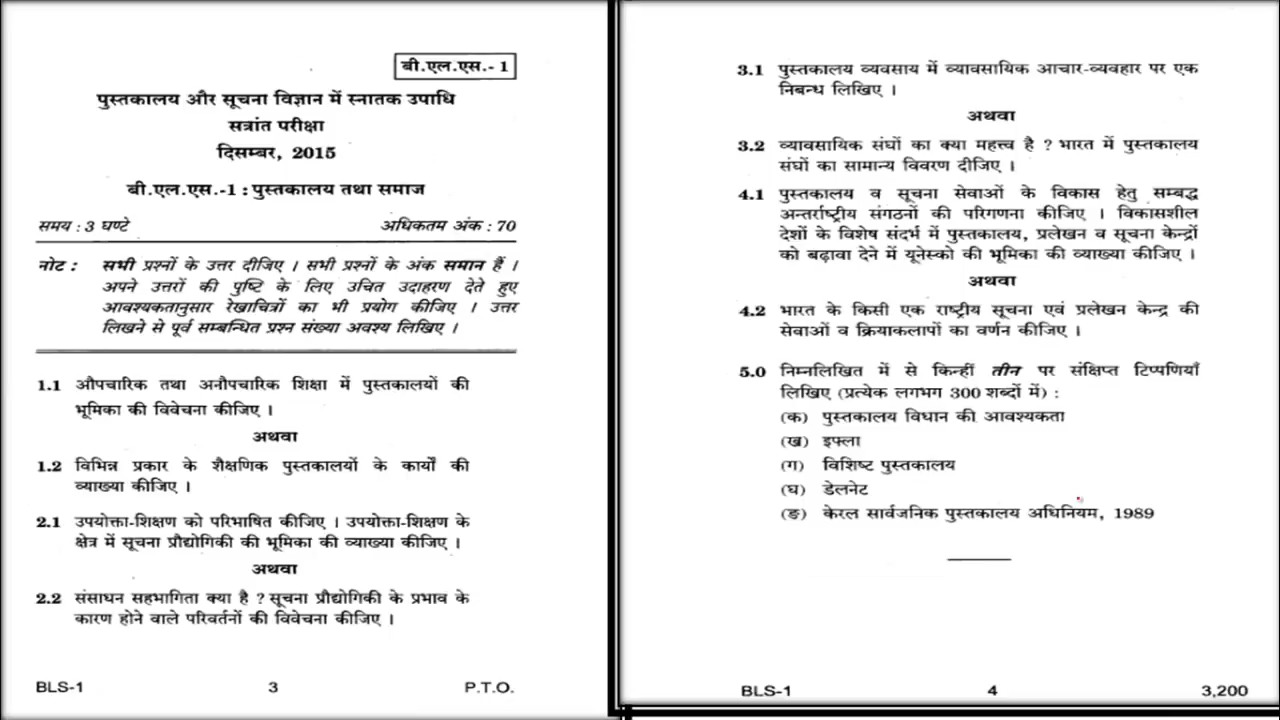 बी.एल.एस.- 1
पुस्तकालय और सूचना विज्ञान में स्नातक उपाधि
सत्रांत परीक्षा
दिसम्बर, 2015
बी.एल.एस.-1 : पुस्तकालय तथा समाज
समय : 3 घण्टे अधिकतम अंक : 70
नोट : सभी प्रश्नों के उत्तर दीजिए । सभी प्रश्नों के अंक समान हैं ।
अपने उत्तरों की पुष्टि के लिए उचित उदाहरण देते हुए
आवश्यकतानुसार रेखाचित्रों का भी प्रयोग कीजिए । उत्तर
लिखने से पूर्व सम्बन्धित प्रश्न संख्या अवश्य लिखिए ।
1.1 औपचारिक तथा अनौपचारिक शिक्षा में पुस्तकालयों की
भूमिका की विवेचना कीजिए ।
अथवा
1.2 विभिन्न प्रकार के शैक्षणिक पुस्तकालयों के कार्यों की
व्याख्या कीजिए ।
2.1 उपयोक्ता-शिक्षण को परिभाषित कीजिए । उपयोक्ता-शिक्षण के
क्षेत्र में सूचना प्रौद्योगिकी की भूमिका की व्याख्या कीजिए ।
अथवा
2.2 संसाधन सहभागिता क्या है ? सूचना प्रौद्योगिकी के प्रभाव के
कारण होने वाले परिवर्तनों की विवेचना कीजिए ।
BLS-1 3 P.T.O.
3.1 पुस्तकालय व्यवसाय में व्यावसायिक आचार-व्यवहार पर एक
निबन्ध लिखिए ।
अथवा
3.2 व्यावसायिक संघों का क्या महत्त्व है ? भारत में पुस्तकालय
संघों का सामान्य विवरण दीजिए ।
4.1 पुस्तकालय व सूचना सेवाओं के विकास हेतु सम्बद्ध
अन्तर्राष्ट्रीय संगठनों की परिगणना कीजिए । विकासशील
देशों के विशेष संदर्भ में पुस्तकालय, प्रलेखन व सूचना केन्द्रों
को बढ़ावा देने में यूनेस्को की भूमिका की व्याख्या कीजिए ।
अथवा
4.2 भारत के किसी एक राष्ट्रीय सूचना एवं प्रलेखन केन्द्र की
सेवाओं व क्रियाकलापों का वर्णन कीजिए ।
5.0 निम्नलिखित में से किन्हीं तीन पर संक्षिप्त टिप्पणियाँ
लिखिए (प्रत्येक लगभग 300 शब्दों में) :
(क) पुस्तकालय विधान की आवश्यकता
(ख) इफ्ला
(ग) विशिष्ट पुस्तकालय
(घ) डेलनेट
(ङ) केरल सार्वजनिक पुस्तकालय अधिनियम, 1989
BLS-1 4 3,200